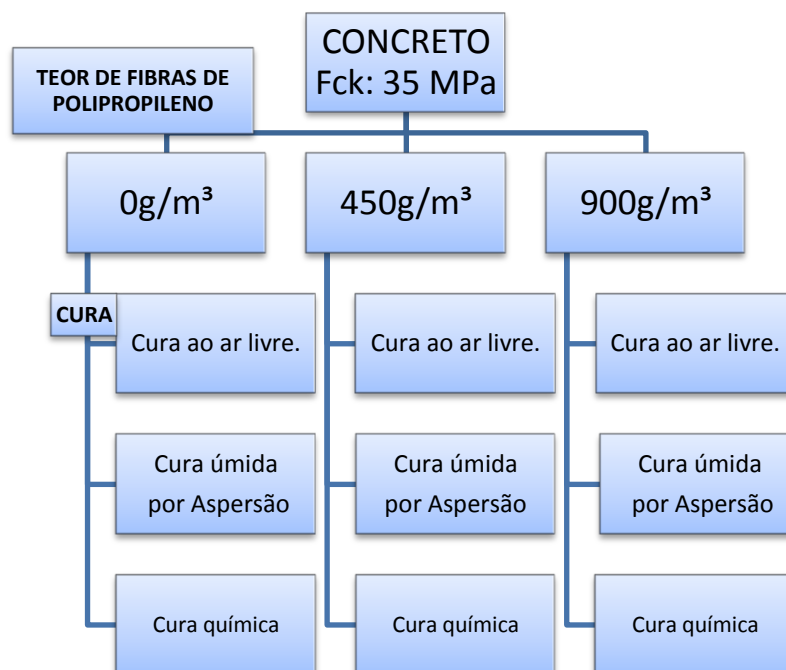 CONCRETO
Fck: 35 MPa
TEOR DE FIBRAS DE
POLIPROPILENO
0g/m³
450g/m³
900g/m³
CURA
Cura ao ar livre.
Cura ao ar livre.
Cura ao ar livre.
Cura úmida
por Aspersão
Cura úmida
por Aspersão
Cura úmida
por Aspersão
Cura química
Cura química
Cura química